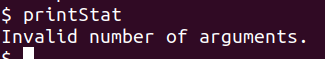 $ printStat
Invalid number of arguments.
$